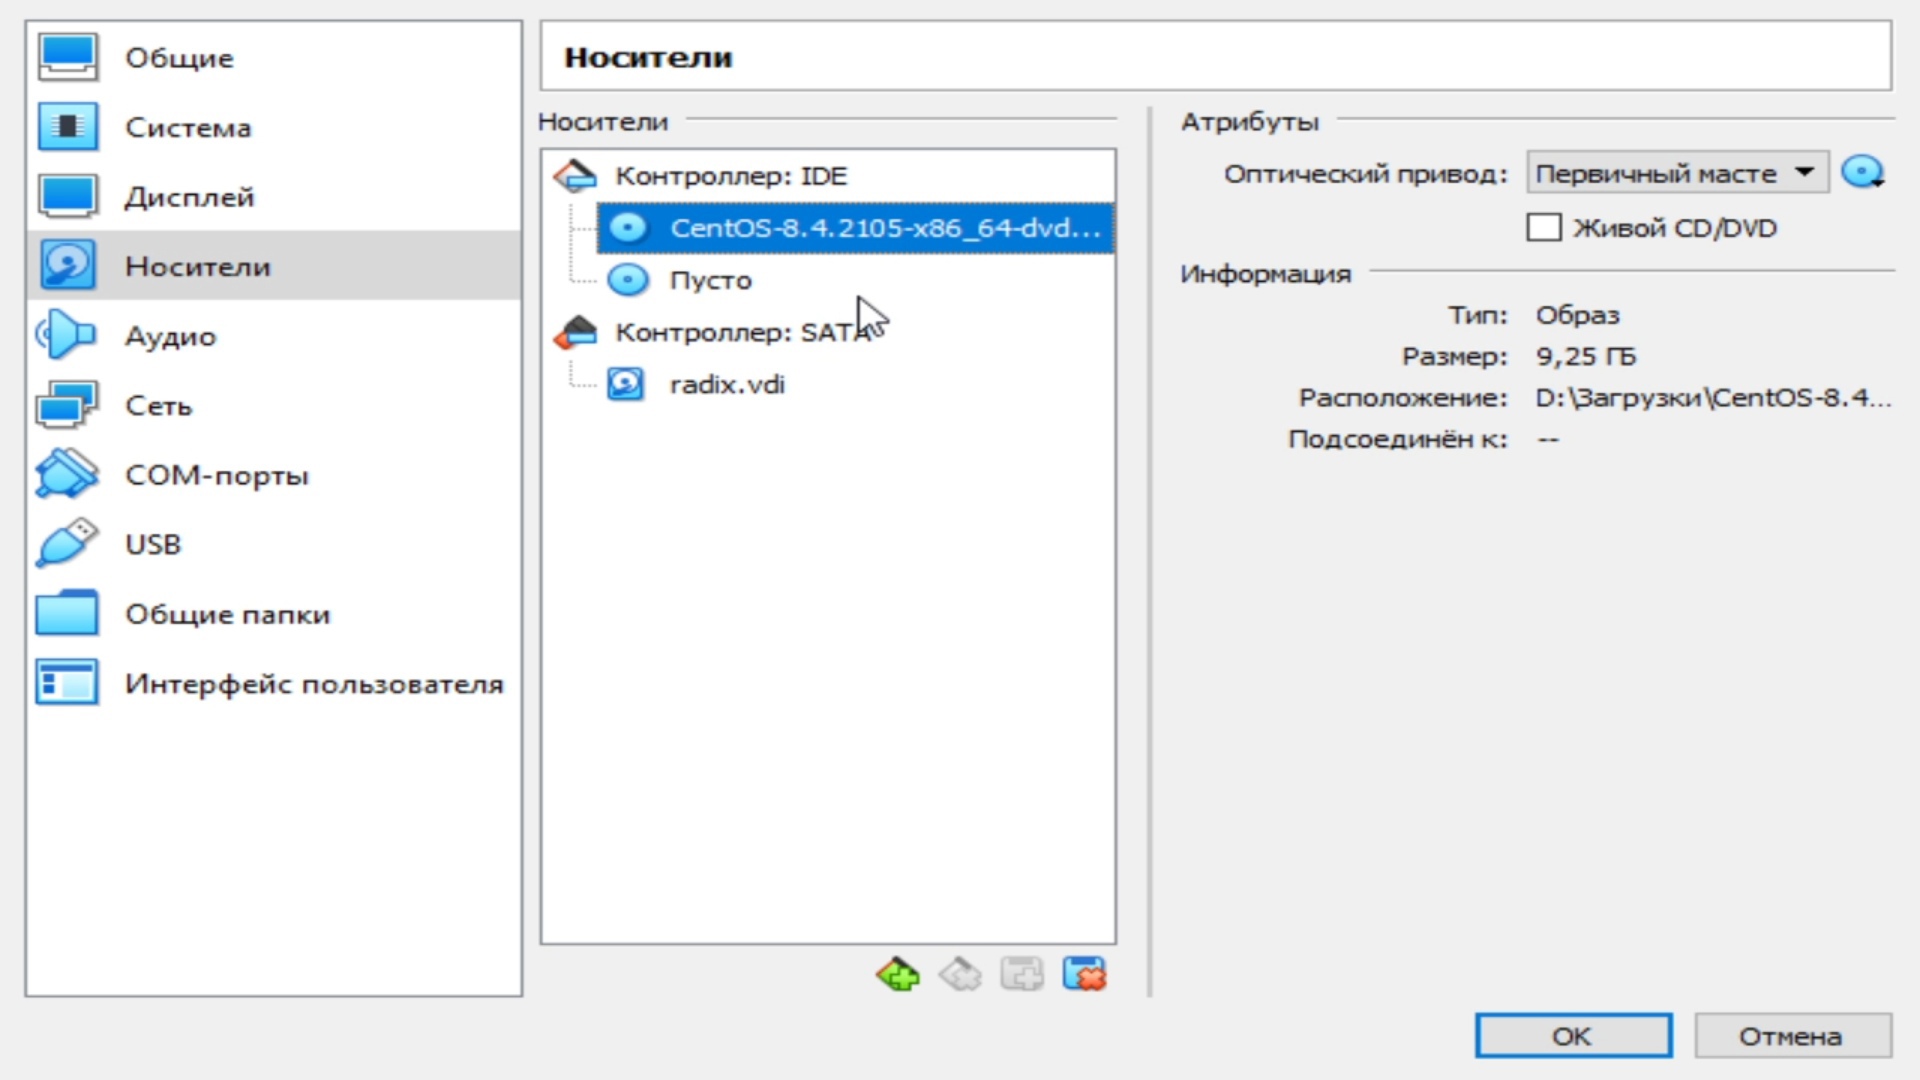 Общие
Система
Дисплей
Носители
Аудио
Сеть
COM-порты
USB
Общие папки
Интерфейс пользователя
Носители
Носители
Контроллер: IDE
CentOS-8.4.2105-x86_64-dvd...
Пусто
Контроллер: SATA
radix.vdi
Атрибуты
Оптический привод: Первичный масте
Живой CD/DVD
Информация
Тип: Образ
Размер: 9,25 ГБ
Расположение: D:\Загрузки\CentOS-8.4...
Подсоединён к: --
OK
Отмена